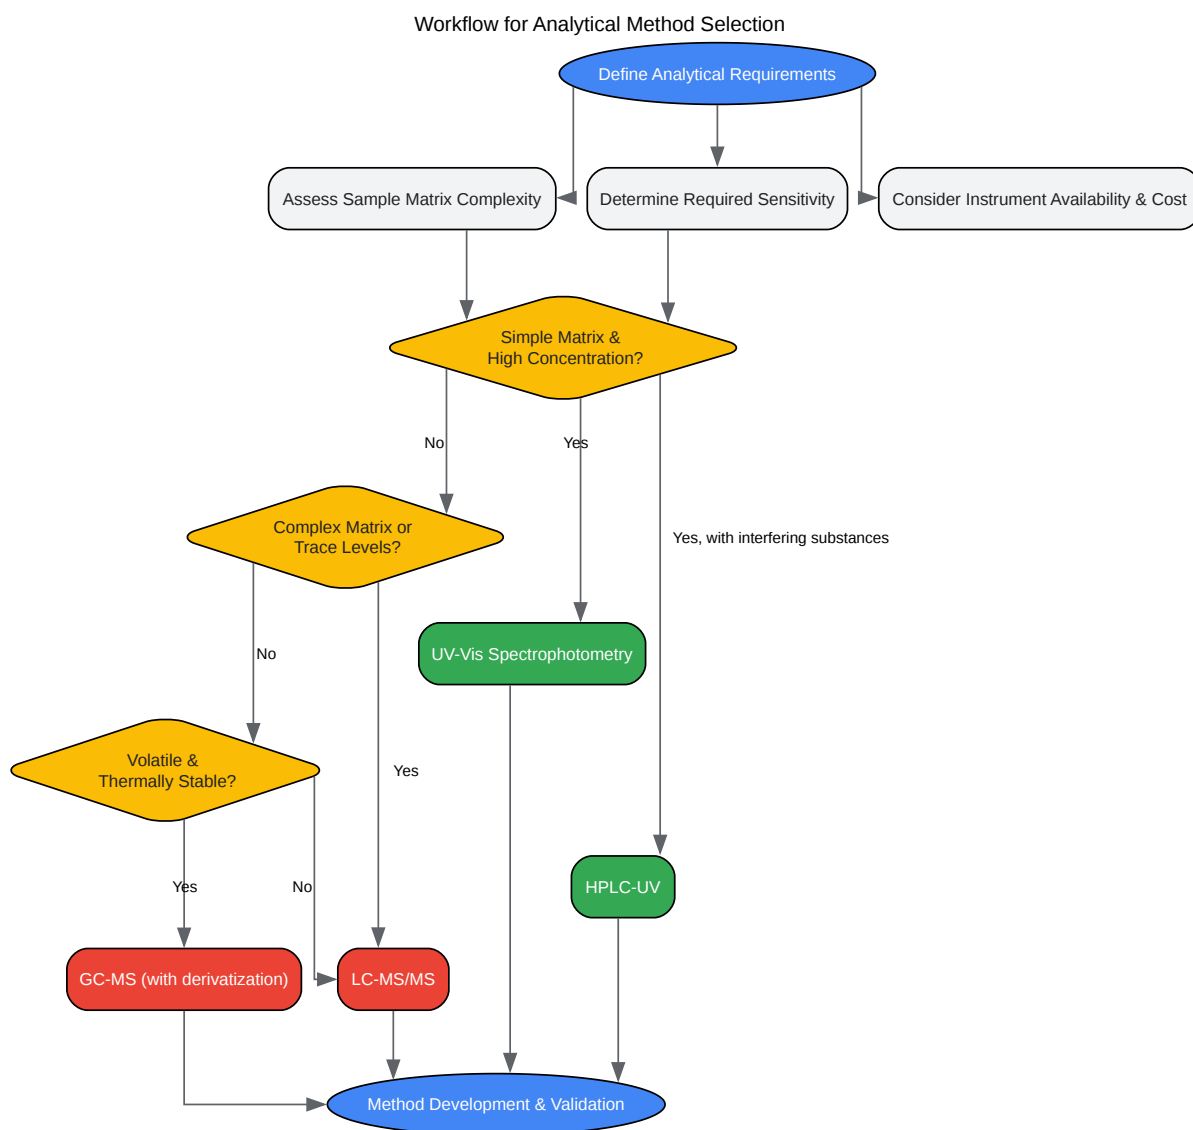 Workflow for Analytical Method Selection
Define Analytical Requirements
Assess Sample Matrix Complexity
Determine Required Sensitivity
Consider Instrument Availability & Cost
Simple Matrix &
High Concentration?
No
Yes
Complex Matrix or
Trace Levels?
Yes, with interfering substances
No
UV-Vis Spectrophotometry
Volatile &
Thermally Stable?
Yes
Yes
No
HPLC-UV
GC-MS (with derivatization)
LC-MS/MS
Method Development & Validation